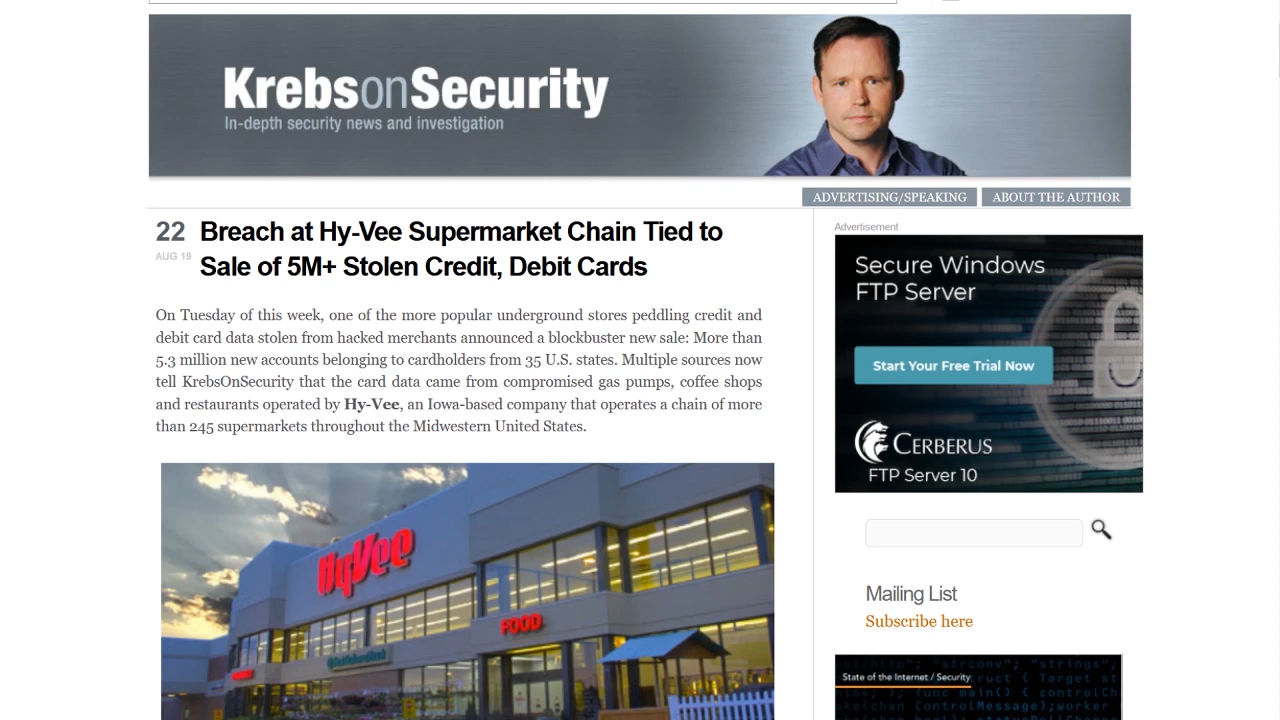 KrebsonSecurity
In-depth security news and investigation
ADVERTISING/SPEAKING
ABOUT THE AUTHOR
22
AUG 19
Breach at Hy-Vee Supermarket Chain Tied to
Sale of 5M+ Stolen Credit, Debit Cards
On Tuesday of this week, one of the more popular underground stores peddling credit and
debit card data stolen from hacked merchants announced a blockbuster new sale: More than
5.3 million new accounts belonging to cardholders from 35 U.S. states. Multiple sources now
tell KrebsOnSecurity that the card data came from compromised gas pumps, coffee shops
and restaurants operated by Hy-Vee, an Iowa-based company that operates a chain of more
than 245 supermarkets throughout the Midwestern United States.
HyVee
FOOD
Advertisement
Secure Windows
FTP Server
Start Your Free Trial Now
CERBERUS
FTP Server 10
Mailing List
Subscribe here
State of the Internet / Security